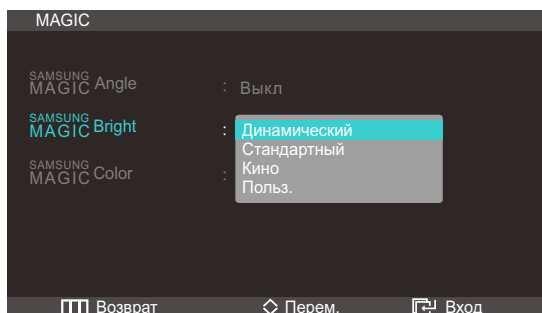 MAGIC
SAMSUNG MAGIC Angle : Выкл
SAMSUNG MAGIC Bright : Динамический
Стандартный
Кино
SAMSUNG MAGIC Color :
Польз.
Возврат Перем. Вход